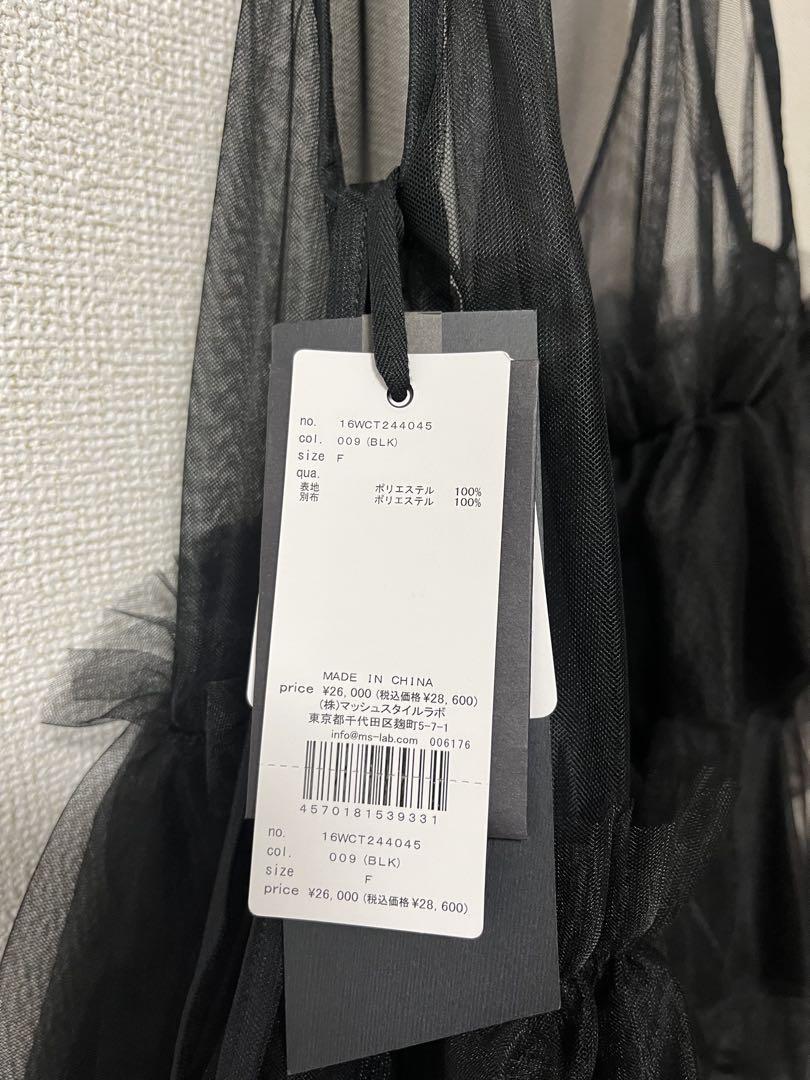 no. 16WCT244045
col. 009 (BLK)
size F
qua.
表地 ポリエステル 100%
別布 ポリエステル 100%
MADE IN CHINA
price ¥26,000 (税込価格¥28,600)
(株)マッシュスタイルラボ
東京都千代田区麹町5-7-1
info@ms-lab.com 006176
4570181539331
no. 16WCT244045
col. 009 (BLK)
size F
price ¥26,000 (税込価格¥28,600)